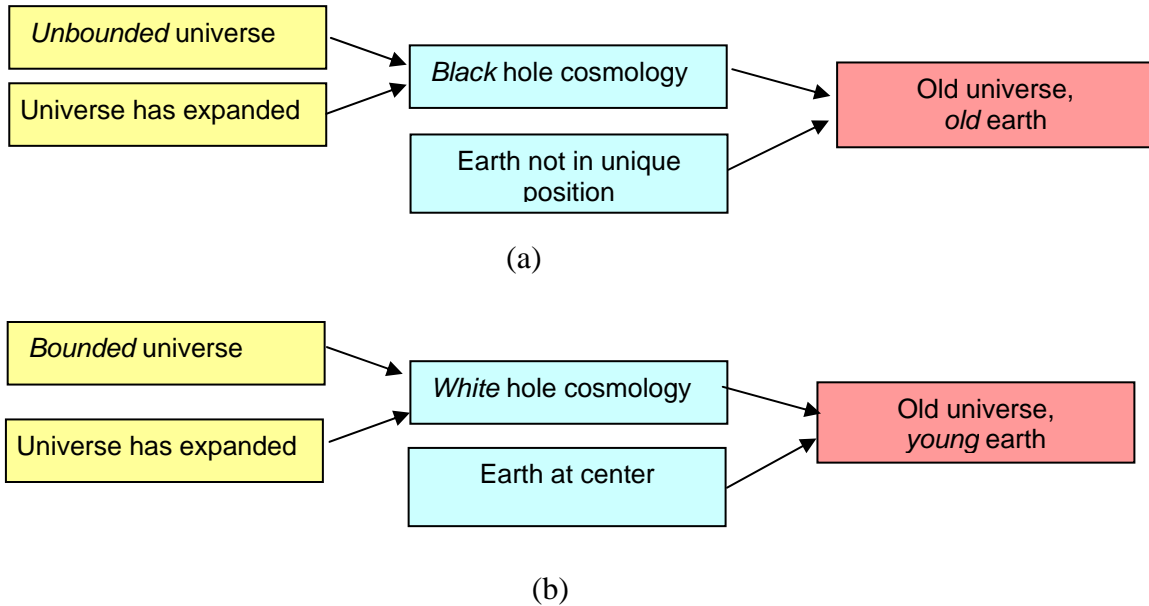 Unbounded universe
Universe has expanded
Black hole cosmology
Earth not in unique
position
Old universe,
old earth
(a)
Bounded universe
Universe has expanded
White hole cosmology
Earth at center
Old universe,
young earth
(b)